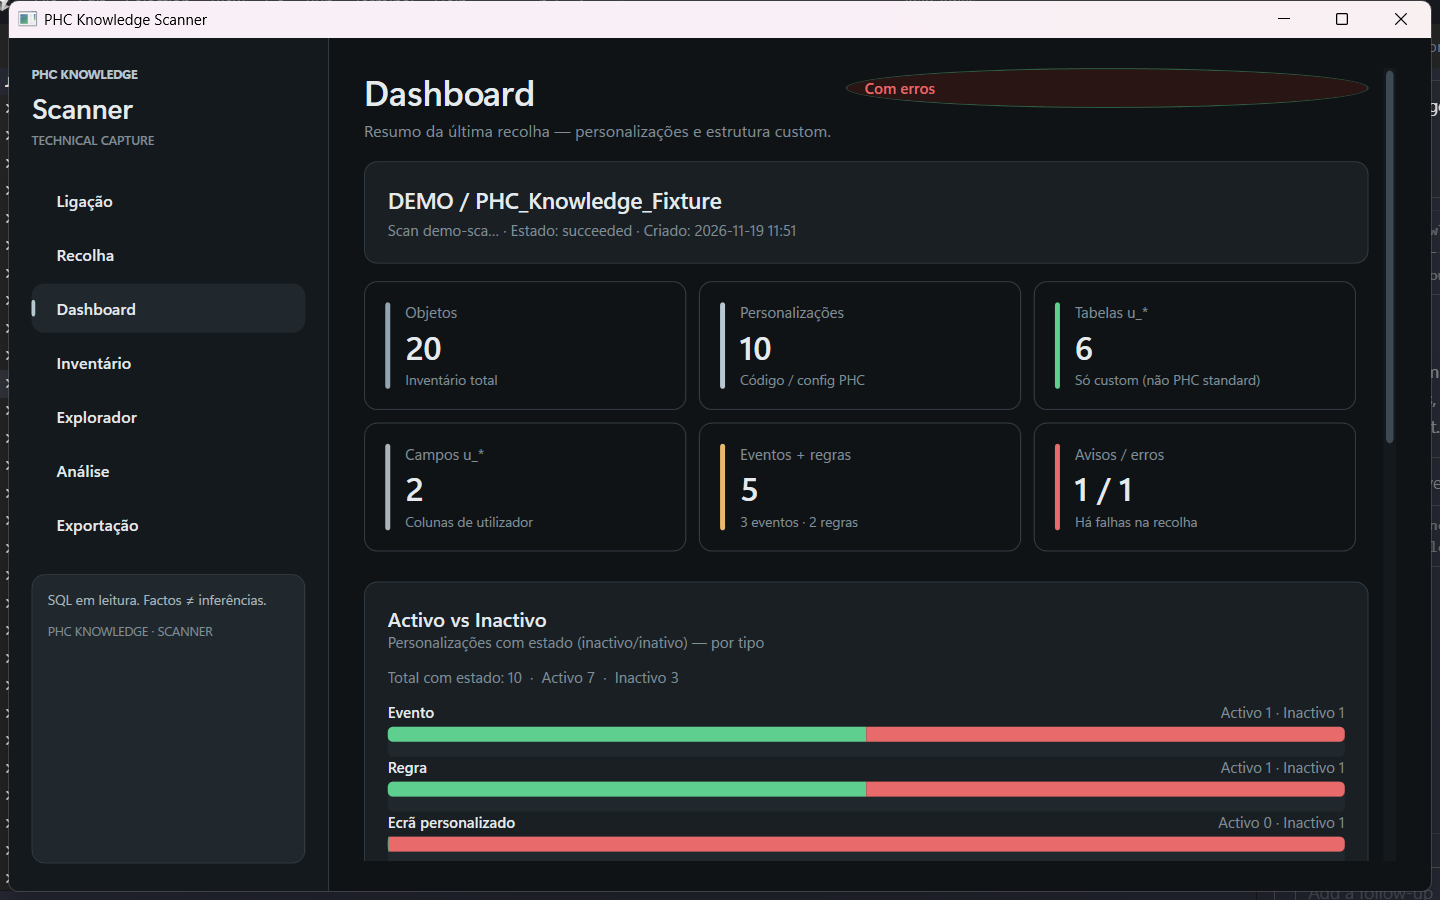 PHC Knowledge Scanner
PHC KNOWLEDGE
Scanner
TECHNICAL CAPTURE
Ligação
Recolha
Dashboard
Inventário
Explorador
Análise
Exportação
SQL em leitura. Factos ≠ inferências.
PHC KNOWLEDGE · SCANNER
Dashboard
Com erros
Resumo da última recolha — personalizações e estrutura custom.
DEMO / PHC_Knowledge_Fixture
Scan demo-sca... · Estado: succeeded · Criado: 2026-11-19 11:51
Objetos
20
Inventário total
Personalizações
10
Código / config PHC
Tabelas u_*
6
Só custom (não PHC standard)
Campos u_*
2
Colunas de utilizador
Eventos + regras
5
3 eventos · 2 regras
Avisos / erros
1 / 1
Há falhas na recolha
Activo vs Inactivo
Personalizações com estado (inactivo/inativo) — por tipo
Total com estado: 10 · Activo 7 · Inactivo 3
Evento
Activo 1 · Inactivo 1
Regra
Activo 1 · Inactivo 1
Ecrã personalizado
Activo 0 · Inactivo 1
Add a follow-up